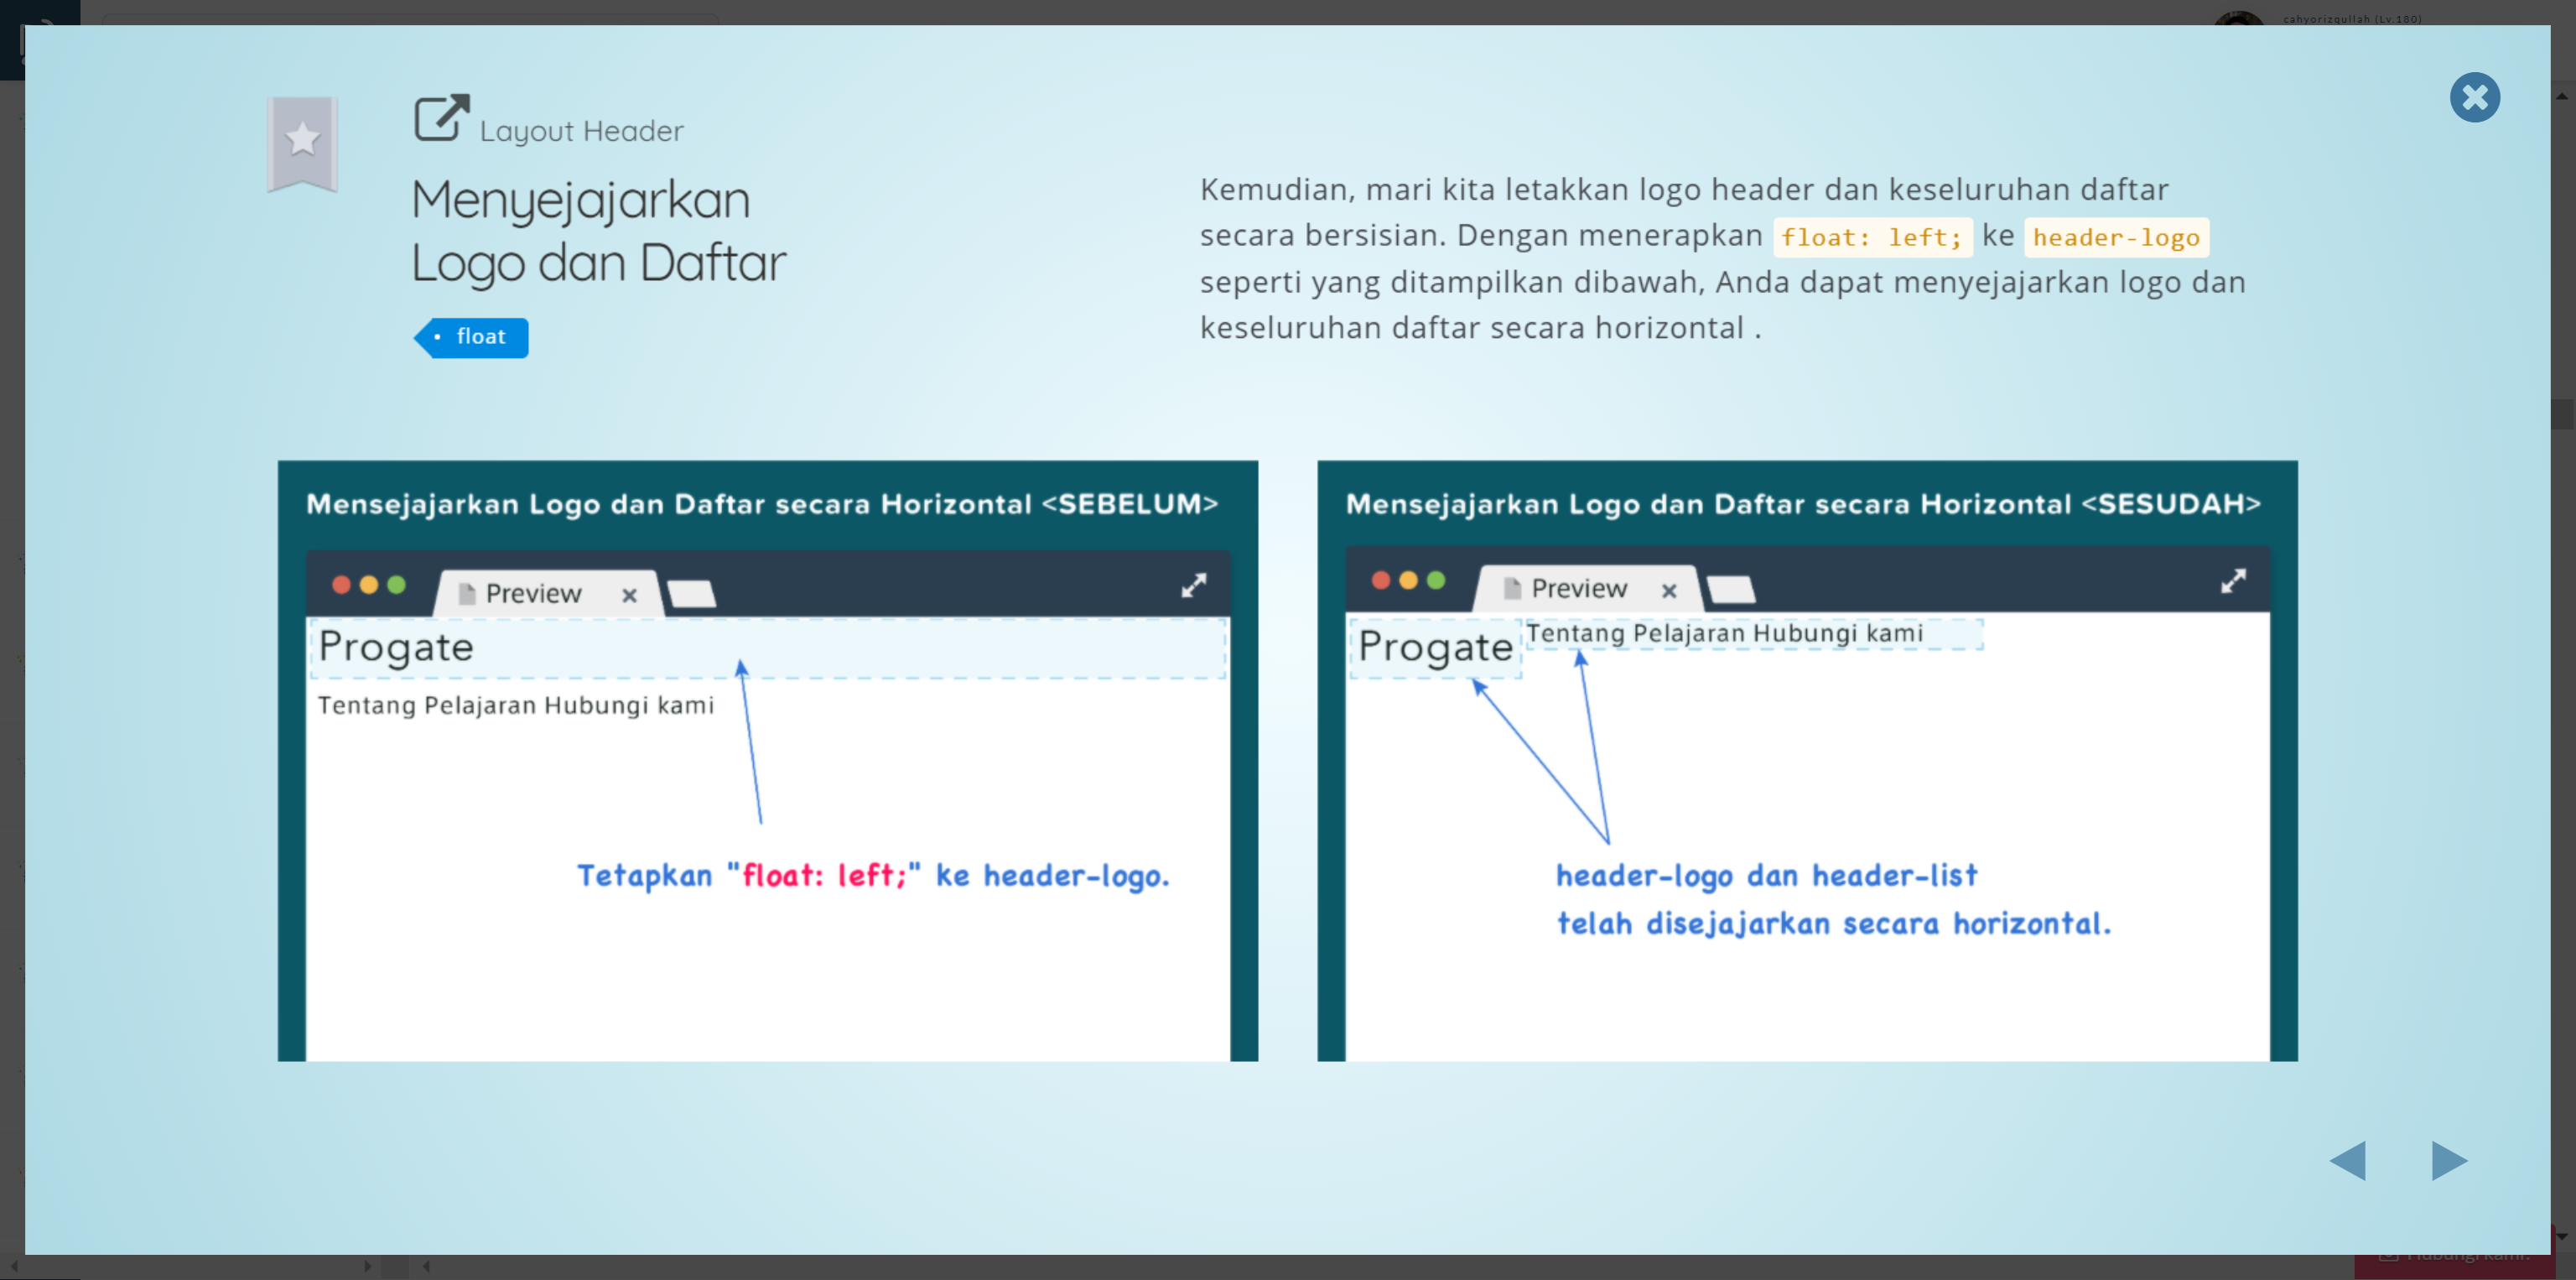 cahyorizqullah (Lv.180)
Layout Header
Menyejajarkan
Logo dan Daftar
• float
Kemudian, mari kita letakkan logo header dan keseluruhan daftar
secara bersisian. Dengan menerapkan float: left; ke header-logo
seperti yang ditampilkan dibawah, Anda dapat menyejajarkan logo dan
keseluruhan daftar secara horizontal .
Mensejajarkan Logo dan Daftar secara Horizontal <SEBELUM>
Preview
Progate
Tentang Pelajaran Hubungi kami
Tetapkan "float: left;" ke header-logo.
Mensejajarkan Logo dan Daftar secara Horizontal <SESUDAH>
Preview
Progate
Tentang Pelajaran Hubungi kami
header-logo dan header-list
telah disejajarkan secara horizontal.
Hubungi kami.